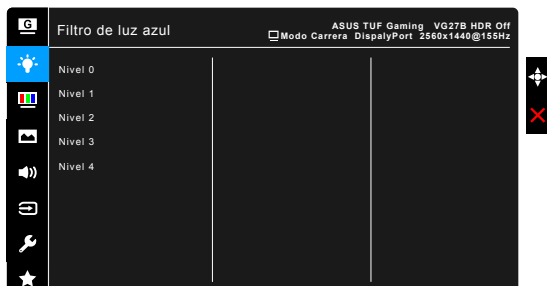 G
Filtro de luz azul
ASUS TUF Gaming VG27B HDR Off
Modo Carrera DispalyPort 2560x1440@155Hz
Nivel 0
Nivel 1
Nivel 2
Nivel 3
Nivel 4